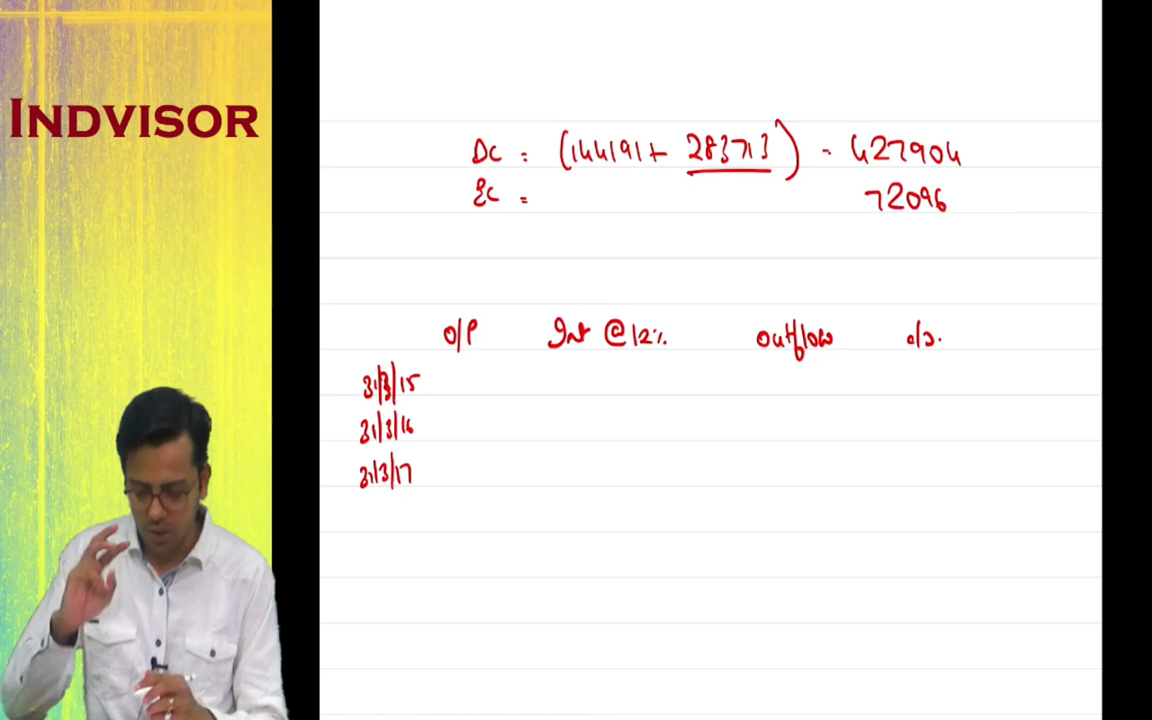 INDVISOR
DC = (144191 + 283713) = 427904
EC = 72096
O/P Int @ 12% outflow c/s.
31/3/15
31/3/16
31/3/17